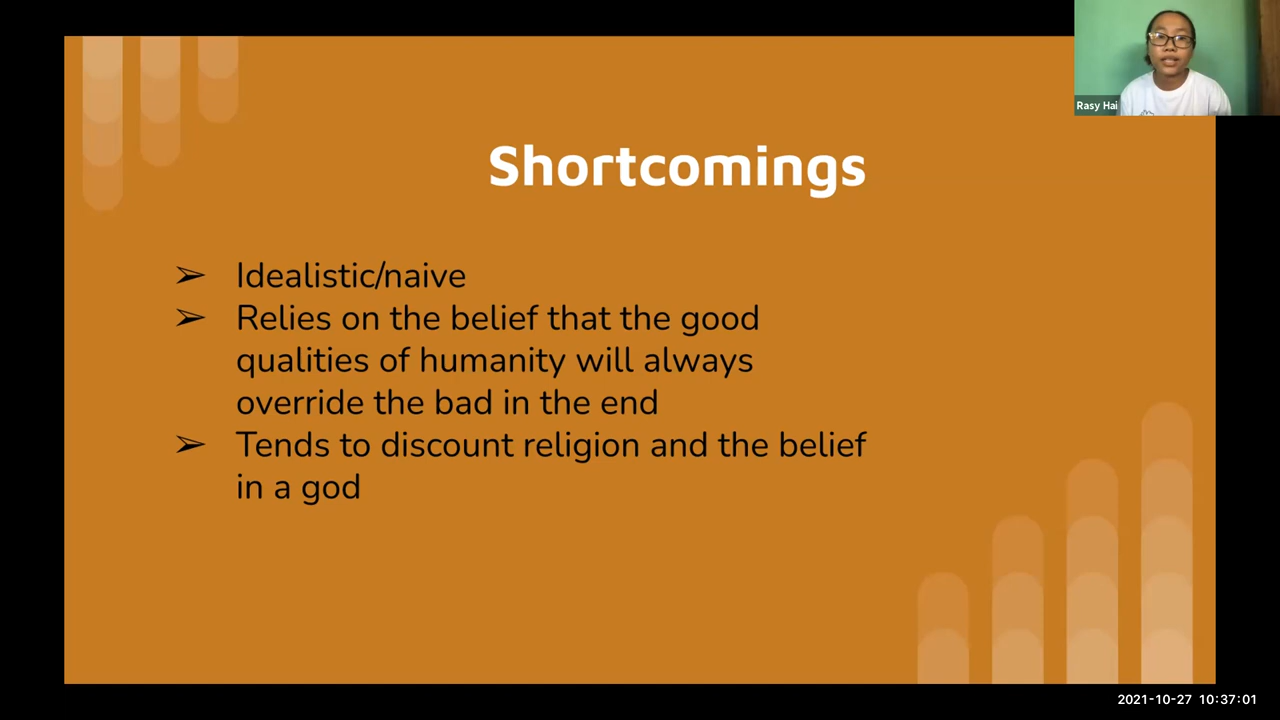 Rasy Hai
Shortcomings
➢ Idealistic/naive
➢ Relies on the belief that the good
qualities of humanity will always
override the bad in the end
➢ Tends to discount religion and the belief
in a god
2021-10-27 10:37:01